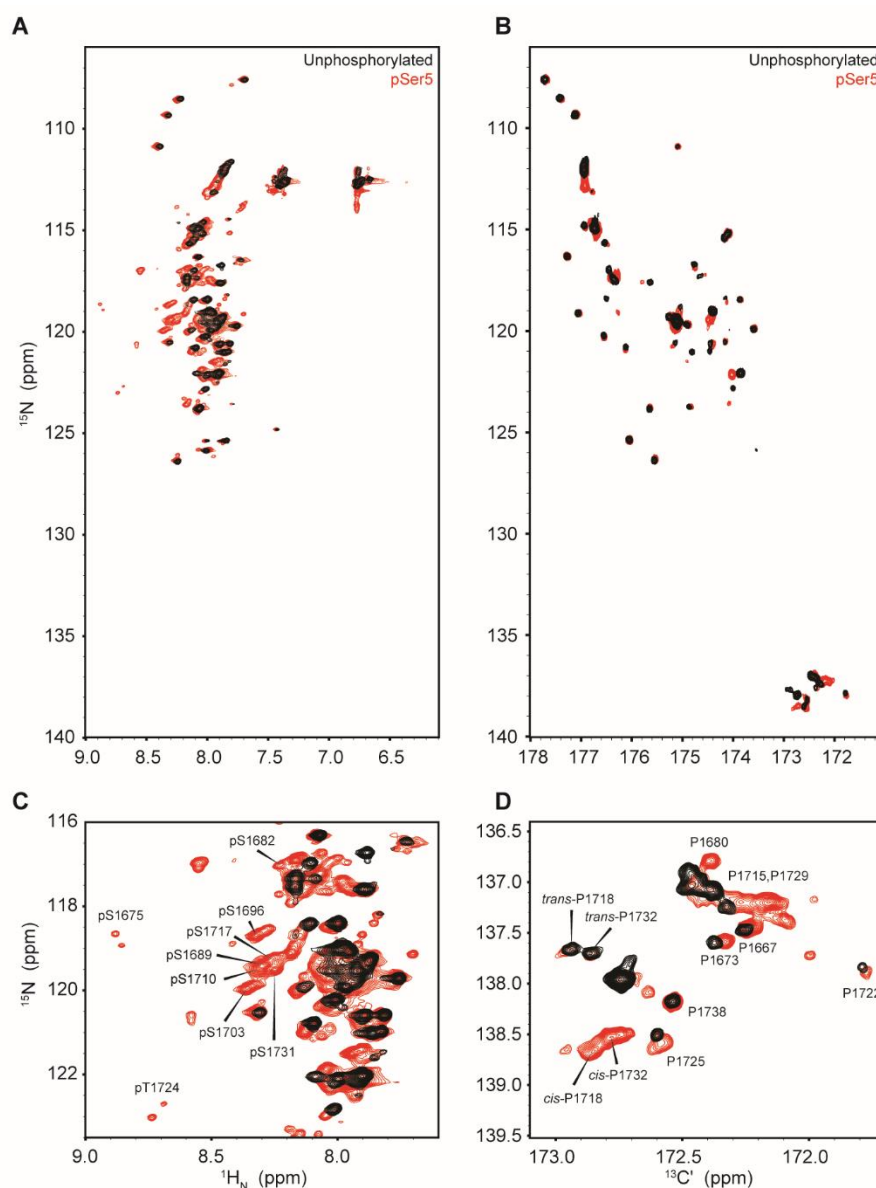 A
Unphosphorylated
pSer5
110
115
120
125
130
135
140
¹⁵N (ppm)
9.0 8.5 8.0 7.5 7.0 6.5
B
Unphosphorylated
pSer5
110
115
120
125
130
135
140
178 177 176 175 174 173 172
C
116
118
120
122
¹⁵N (ppm)
pS1682
pS1675
pS1696
pS1717
pS1689
pS1710
pS1703
pS1731
pT1724
9.0 8.5 8.0
¹H_N (ppm)
D
136.5
137.0
137.5
138.0
138.5
139.0
139.5
P1680
P1715,P1729
trans-P1718
trans-P1732
P1673
P1667
P1722
P1738
P1725
cis-P1732
cis-P1718
173.0 172.5 172.0
¹³C' (ppm)